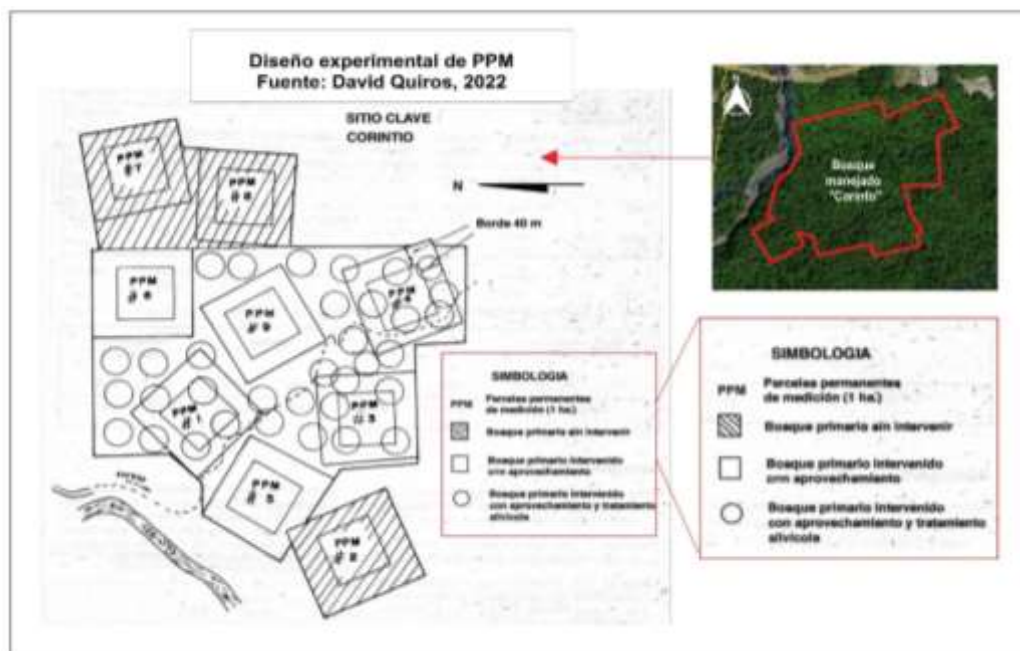 Diseño experimental de PPM
Fuente: David Quiros, 2022
SITIO CLAVE
CORINTIO
N
Borde 40 m
PPM
# 7
PPM
# 8
PPM
# 6
PPM
# 9
PPM
# 4
PPM
# 1
PPM
# 3
PPM
# 5
PPM
# 2
SIMBOLOGIA
PPM Parcelas permanentes
de medición (1 ha.)
Bosque primario sin intervenir
Bosque primario intervenido
con aprovechamiento
Bosque primario intervenido
con aprovechamiento y tratamiento
silvícola
Bosque
manejado
"Corinto"
SIMBOLOGIA
PPM Parcelas permanentes
de medición (1 ha.)
Bosque primario sin intervenir
Bosque primario intervenido
con aprovechamiento
Bosque primario intervenido
con aprovechamiento y tratamiento
silvícola